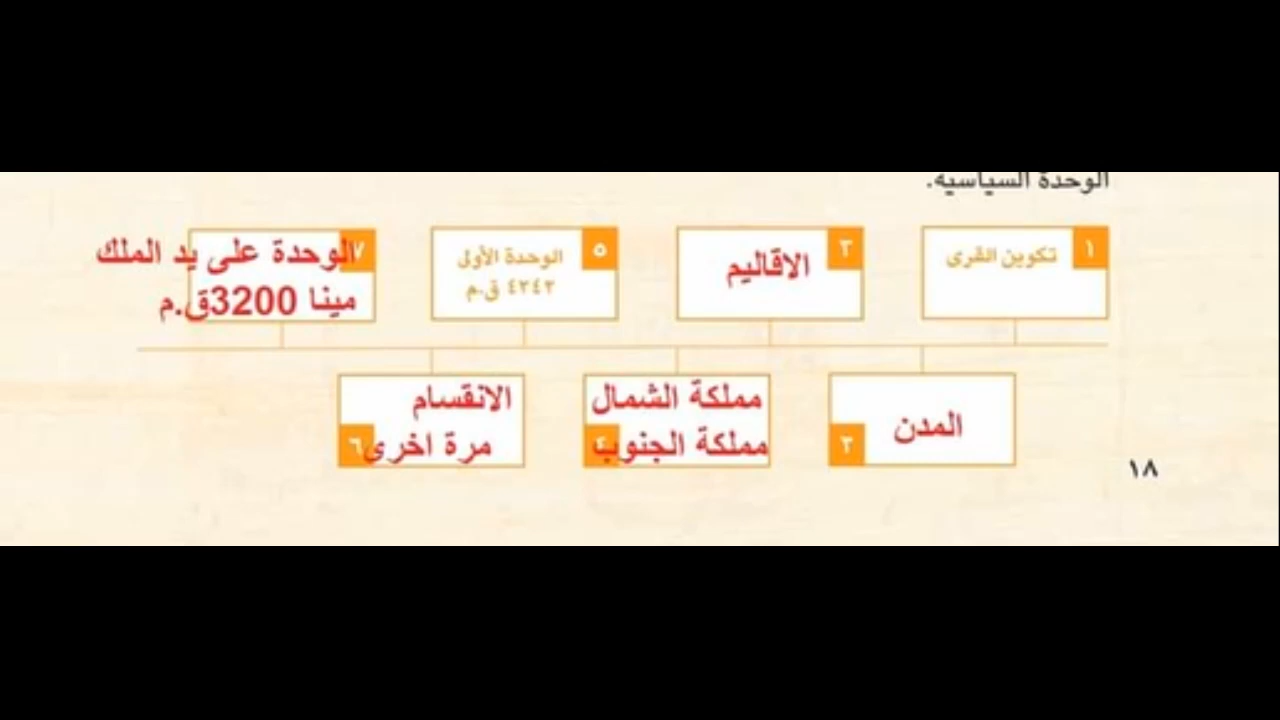 الوحدة السياسية.
١
تكوين القرى
٢
المدن
٣
الاقاليم
٤
مملكة الشمال
مملكة الجنوب
٥
الوحدة الأولى
٤٢٤٢ ق.م
٦
الانقسام
مرة اخرى
٧
الوحدة على يد الملك
مينا 3200ق.م
١٨